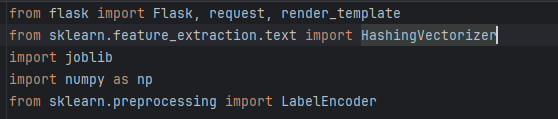 from flask import Flask, request, render_template
from sklearn.feature_extraction.text import HashingVectorizer
import joblib
import numpy as np
from sklearn.preprocessing import LabelEncoder